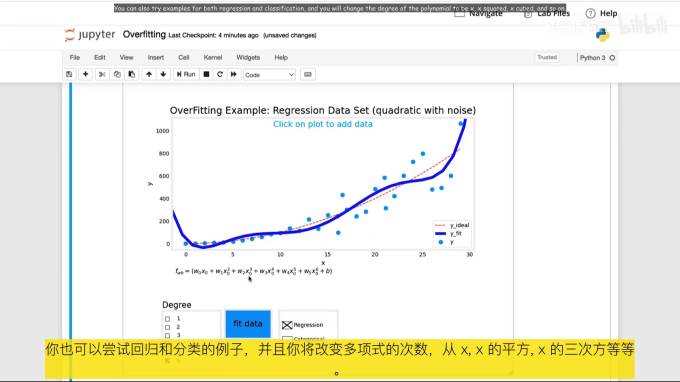 You can also try examples for both regression and classification, and you will change the degree of the polynomial to be x, x squared, x cubed, and so on.
Navigate Lab Files Help
bilibili
jupyter Overfitting Last Checkpoint: 4 minutes ago (unsaved changes)
File Edit View Insert Cell Kernel Widgets Help Trusted Python 3
Run Code
OverFitting Example: Regression Data Set (quadratic with noise)
Click on plot to add data
1000
800
600
400
200
0
y
0 5 10 15 20 25 30
x
y_ideal
y_fit
y
Degree
1
2
3
fit data
Regression
你也可以尝试回归和分类的例子，并且你将改变多项式的次数，从 x, x 的平方, x 的三次方等等
。